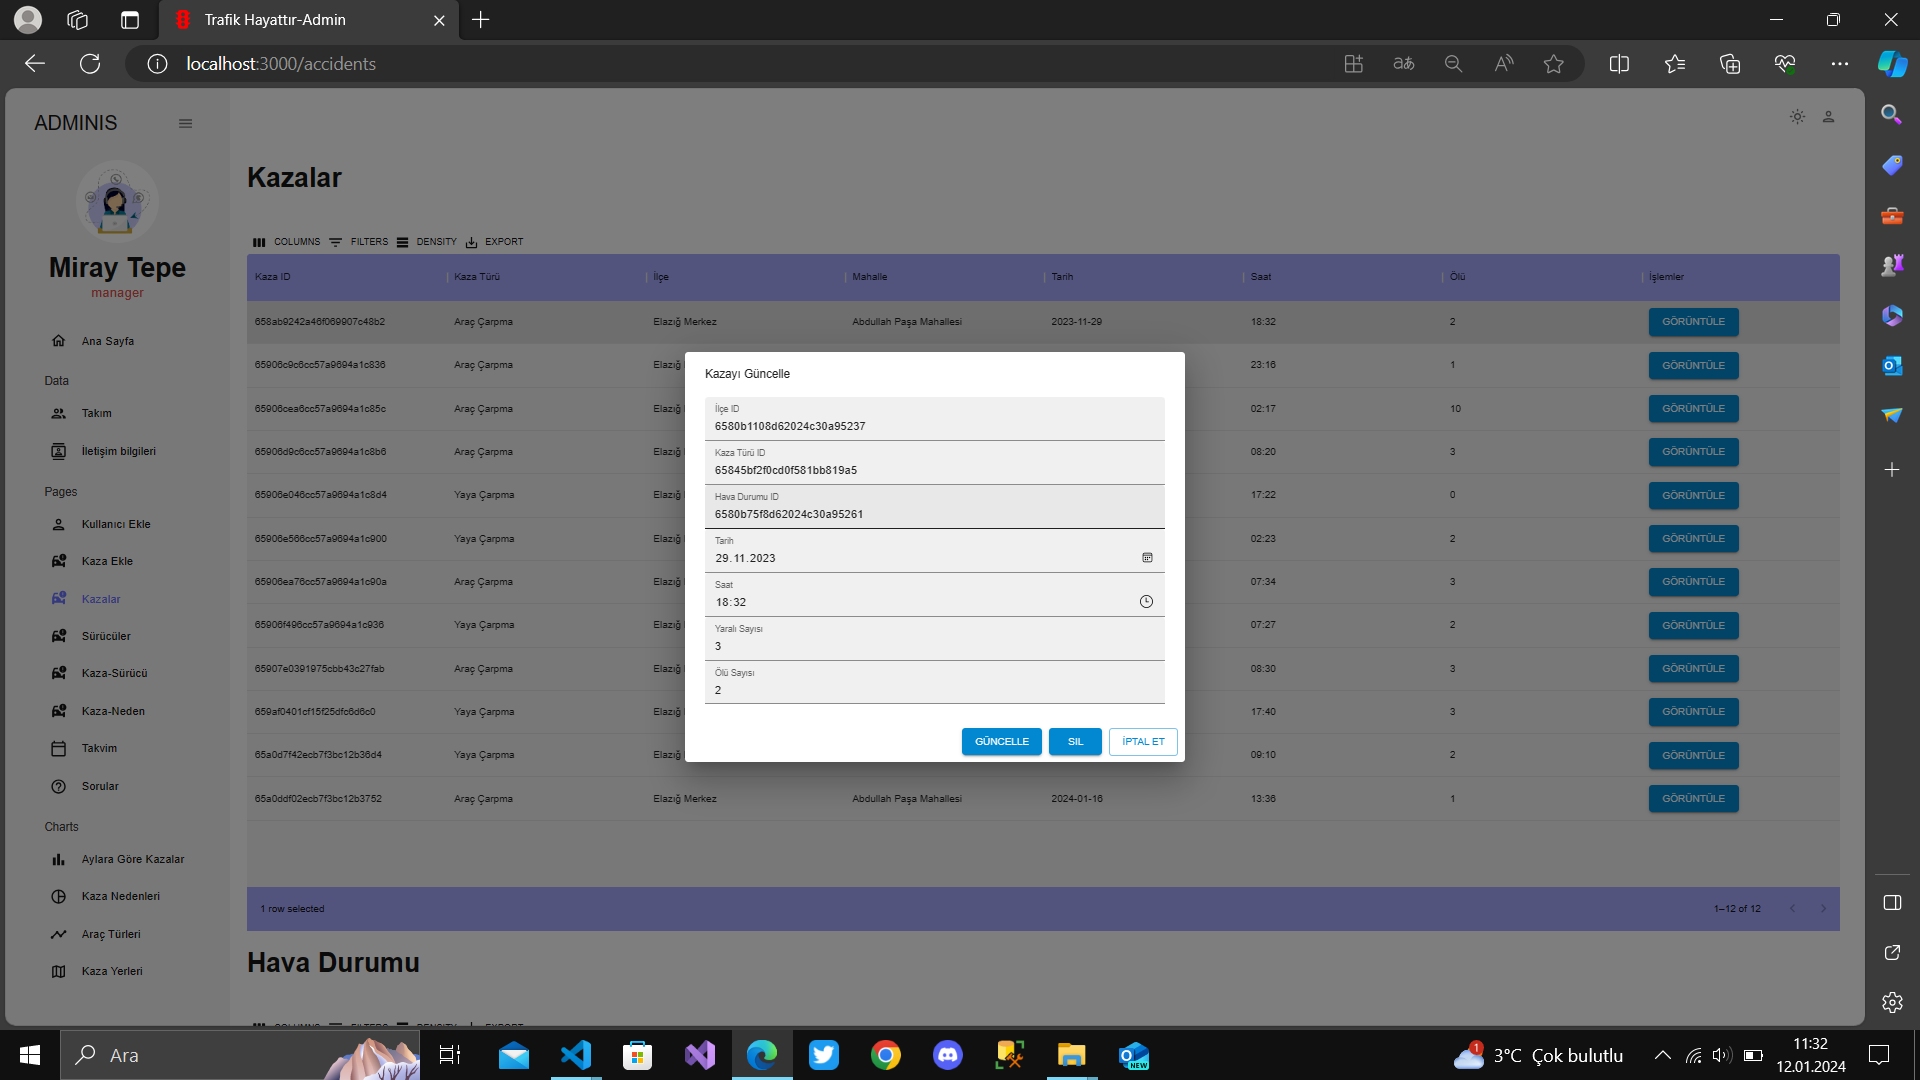 Trafik Hayattır-Admin
localhost:3000/accidents
ADMINIS
Miray Tepe
manager
Ana Sayfa
Data
Takım
İletişim bilgileri
Pages
Kullanıcı Ekle
Kaza Ekle
Kazalar
Sürücüler
Kaza-Sürücü
Kaza-Neden
Takvim
Sorular
Charts
Aylara Göre Kazalar
Kaza Nedenleri
Araç Türleri
Kaza Yerleri
Kazalar
COLUMNS FILTERS DENSITY EXPORT
Kaza ID Kaza Türü İlçe Mahalle Tarih Saat Ölü İşlemler
658ab9242a46f069907c48b2 Araç Çarpma Elazığ Merkez Abdullah Paşa Mahallesi 2023-11-29 18:32 2 GÖRÜNTÜLE
65906c9c6cc57a9694a1c836 Araç Çarpma Elazığ 23:16 1 GÖRÜNTÜLE
65906cea6cc57a9694a1c85c Araç Çarpma Elazığ 02:17 10 GÖRÜNTÜLE
65906d9c6cc57a9694a1c8b6 Araç Çarpma Elazığ 08:20 3 GÖRÜNTÜLE
65906e046cc57a9694a1c8d4 Yaya Çarpma Elazığ 17:22 0 GÖRÜNTÜLE
65906e566cc57a9694a1c900 Yaya Çarpma Elazığ 02:23 2 GÖRÜNTÜLE
65906ea76cc57a9694a1c90a Araç Çarpma Elazığ 07:34 3 GÖRÜNTÜLE
65906f496cc57a9694a1c936 Yaya Çarpma Elazığ 07:27 2 GÖRÜNTÜLE
65907e0391975cbb43c27fab Araç Çarpma Elazığ 08:30 3 GÖRÜNTÜLE
659af0401cf15f25dfc6d6c0 Yaya Çarpma Elazığ 17:40 3 GÖRÜNTÜLE
65a0d7f42ecb7f3bc12b36d4 Yaya Çarpma Elazığ 09:10 2 GÖRÜNTÜLE
65a0ddf02ecb7f3bc12b3752 Araç Çarpma Elazığ Merkez Abdullah Paşa Mahallesi 2024-01-16 13:36 1 GÖRÜNTÜLE
1 row selected 1–12 of 12
Kazayı Güncelle
İlçe ID
6580b1108d62024c30a95237
Kaza Türü ID
65845bf2f0cd0f581bb819a5
Hava Durumu ID
6580b75f8d62024c30a95261
Tarih
29.11.2023
Saat
18:32
Yaralı Sayısı
3
Ölü Sayısı
2
GÜNCELLE SIL İPTAL ET
Hava Durumu
COLUMNS FILTERS DENSITY EXPORT
Ara
NEW
1
3°C Çok bulutlu
11:32
12.01.2024